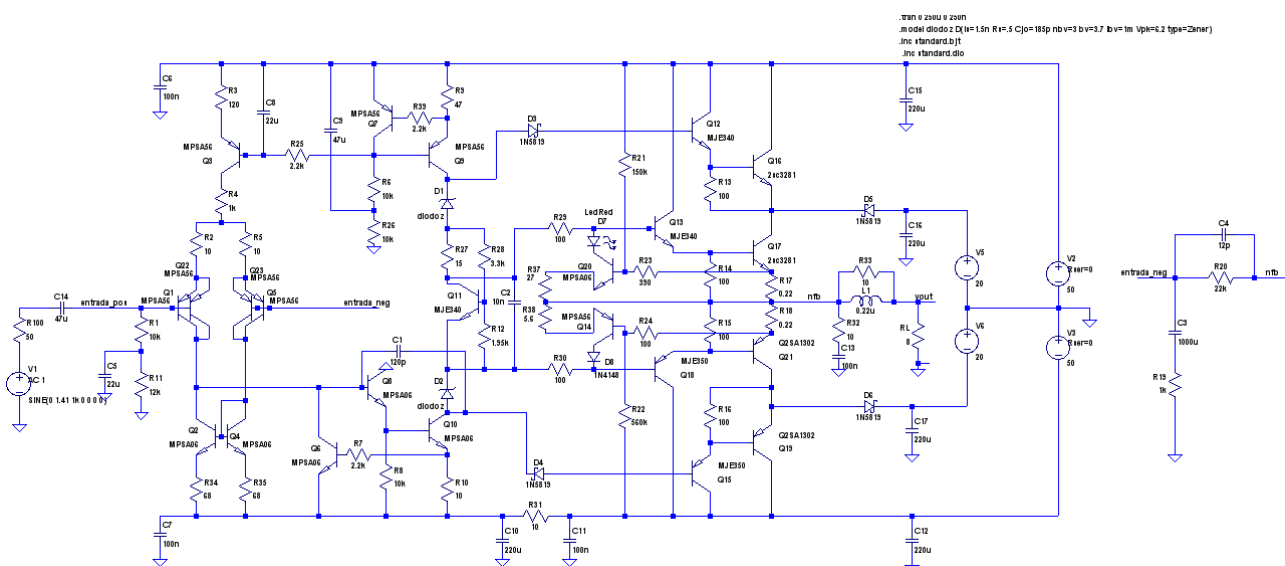 .tran 0 250u 0 250n
.model diodoz D(Is=1.5n Rs=.5 Cjo=185p nbv=3 bv=3.7 Ibv=1m Vpk=6.2 type=Zener)
.inc standard.bjt
.inc standard.dio
C6
100n
R3
120
C8
22u
C9
47u
MPSA56
Q7
R39
2.2k
R9
47
C15
220u
MPSA56
Q3
R25
2.2k
MPSA56
Q9
D3
1N5819
Q12
MJE340
R21
150k
Q16
2sc3281
R13
100
R4
1k
R6
10k
R26
10k
D1
diodoz
Led Red
D7
R29
100
Q13
MJE340
D5
1N5819
C16
220u
R2
10
R5
10
R27
15
R28
3.3k
Q20
MPSA06
R23
390
R14
100
Q17
2sc3281
R17
0.22
R33
10
L1
0.22u
V5
20
V2
Rser=0
50
C4
12p
entrada_neg
nfb
R20
22k
Q22
MPSA56
Q23
MPSA56
Q1
MPSA56
Q5
C14
47u
entrada_pos
entrada_neg
Q11
MJE340
C2
10n
R37
27
R38
5.6
nfb
vout
R18
0.22
R100
50
R1
10k
C5
22u
R11
12k
V1
AC 1
SINE(0 1.41 1k 0 0 0 0)
R12
1.95k
MPSA56
Q14
R24
100
R15
100
R32
10
C13
100n
RL
8
V6
20
V3
Rser=0
50
C3
1000u
R19
1k
C1
120p
Q8
MPSA06
D2
diodoz
R30
100
D8
1N4148
MJE350
Q18
Q2SA1302
Q21
D6
1N5819
C17
220u
Q2
MPSA06
Q4
MPSA06
Q6
MPSA06
R7
2.2k
R8
10k
Q10
MPSA06
R10
10
R22
560k
R16
100
Q2SA1302
Q19
D4
1N5819
MJE350
Q15
R34
68
R35
68
C7
100n
R31
10
C10
220u
C11
100n
C12
220u